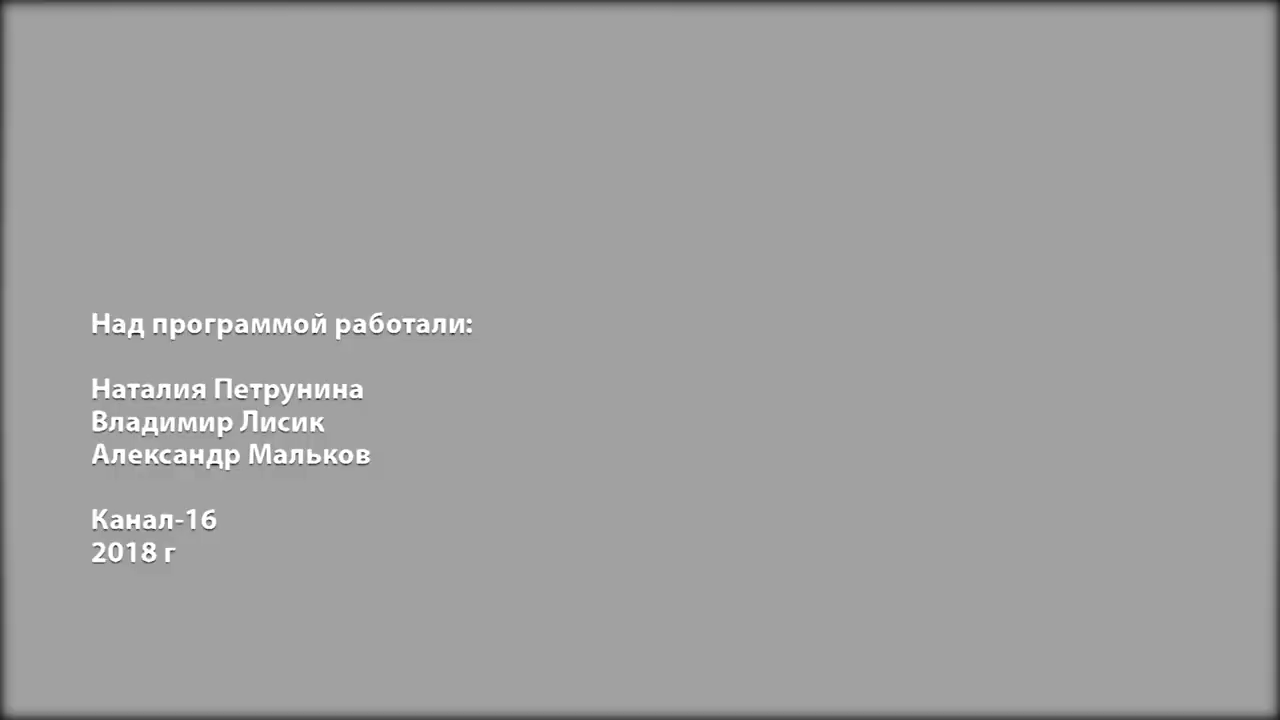 Над программой работали:
Наталия Петрунина
Владимир Лисик
Александр Мальков
Канал-16
2018 г